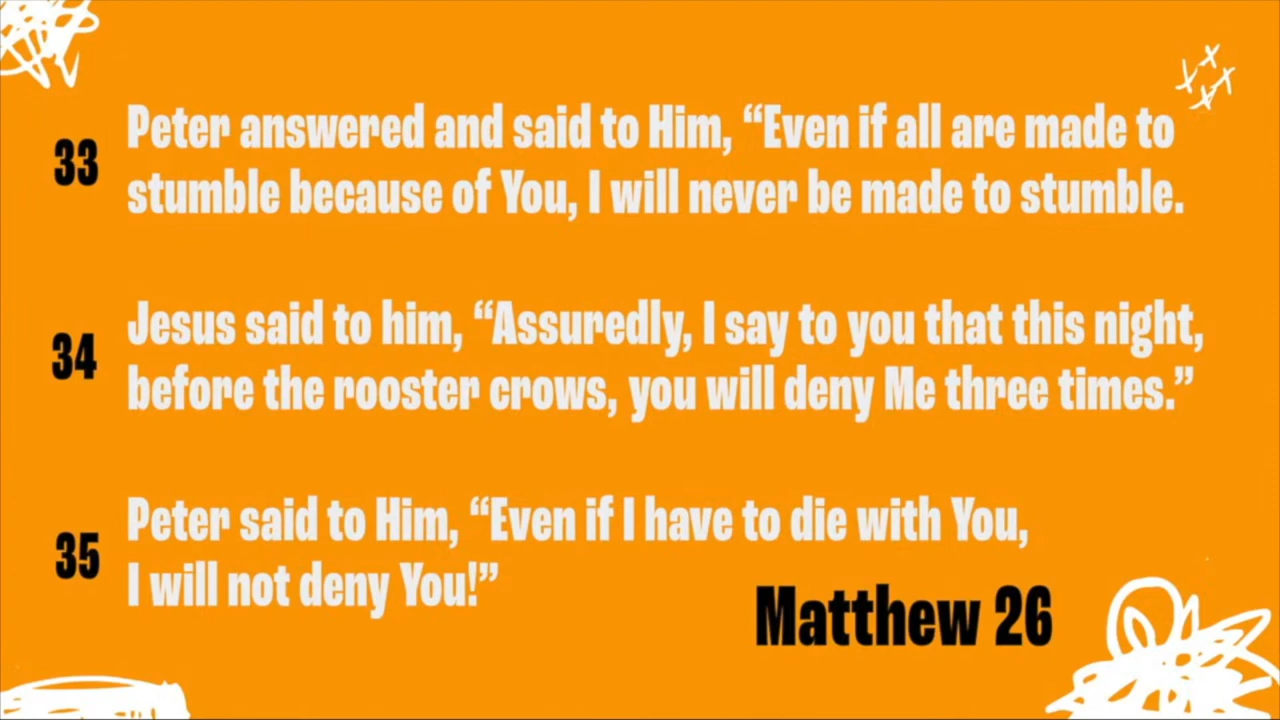 33
Peter answered and said to Him, “Even if all are made to
stumble because of You, I will never be made to stumble.
34
Jesus said to him, “Assuredly, I say to you that this night,
before the rooster crows, you will deny Me three times.”
35
Peter said to Him, “Even if I have to die with You,
I will not deny You!”
Matthew 26